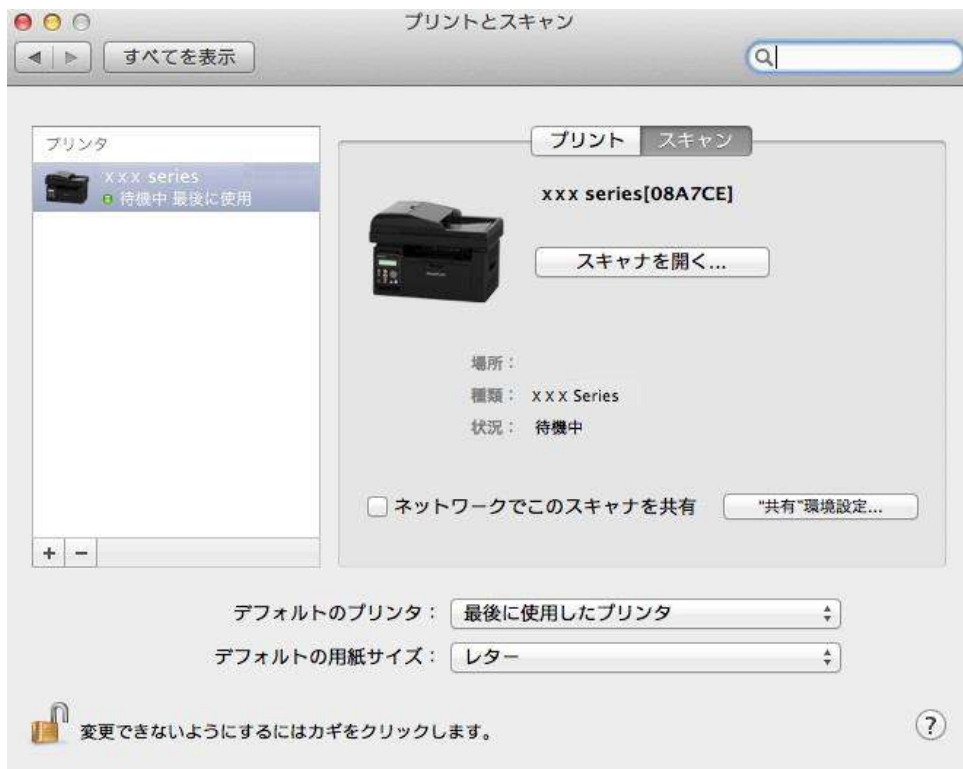 プリントとスキャン
すべてを表示
プリンタ
xxx series
待機中 最後に使用
プリント スキャン
xxx series[08A7CE]
スキャナを開く...
場所：
種類： xxx Series
状況： 待機中
ネットワークでこのスキャナを共有 "共有"環境設定...
+ −
デフォルトのプリンタ： 最後に使用したプリンタ
デフォルトの用紙サイズ： レター
変更できないようにするにはカギをクリックします。 ?